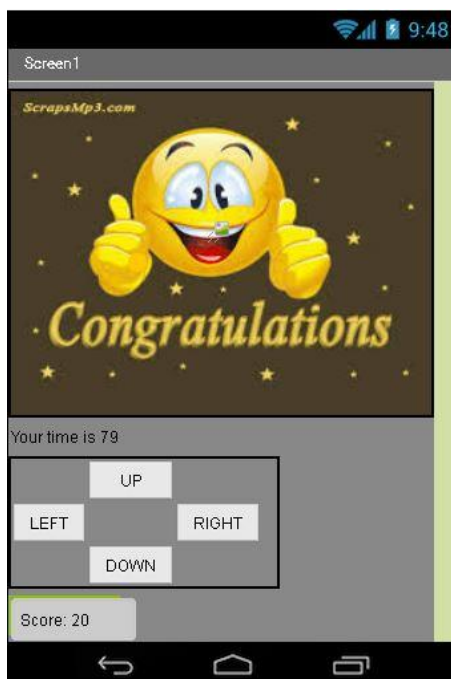 9:48
Screen1
ScrapsMp3.com
Congratulations
Your time is 79
UP
LEFT RIGHT
DOWN
Score: 20